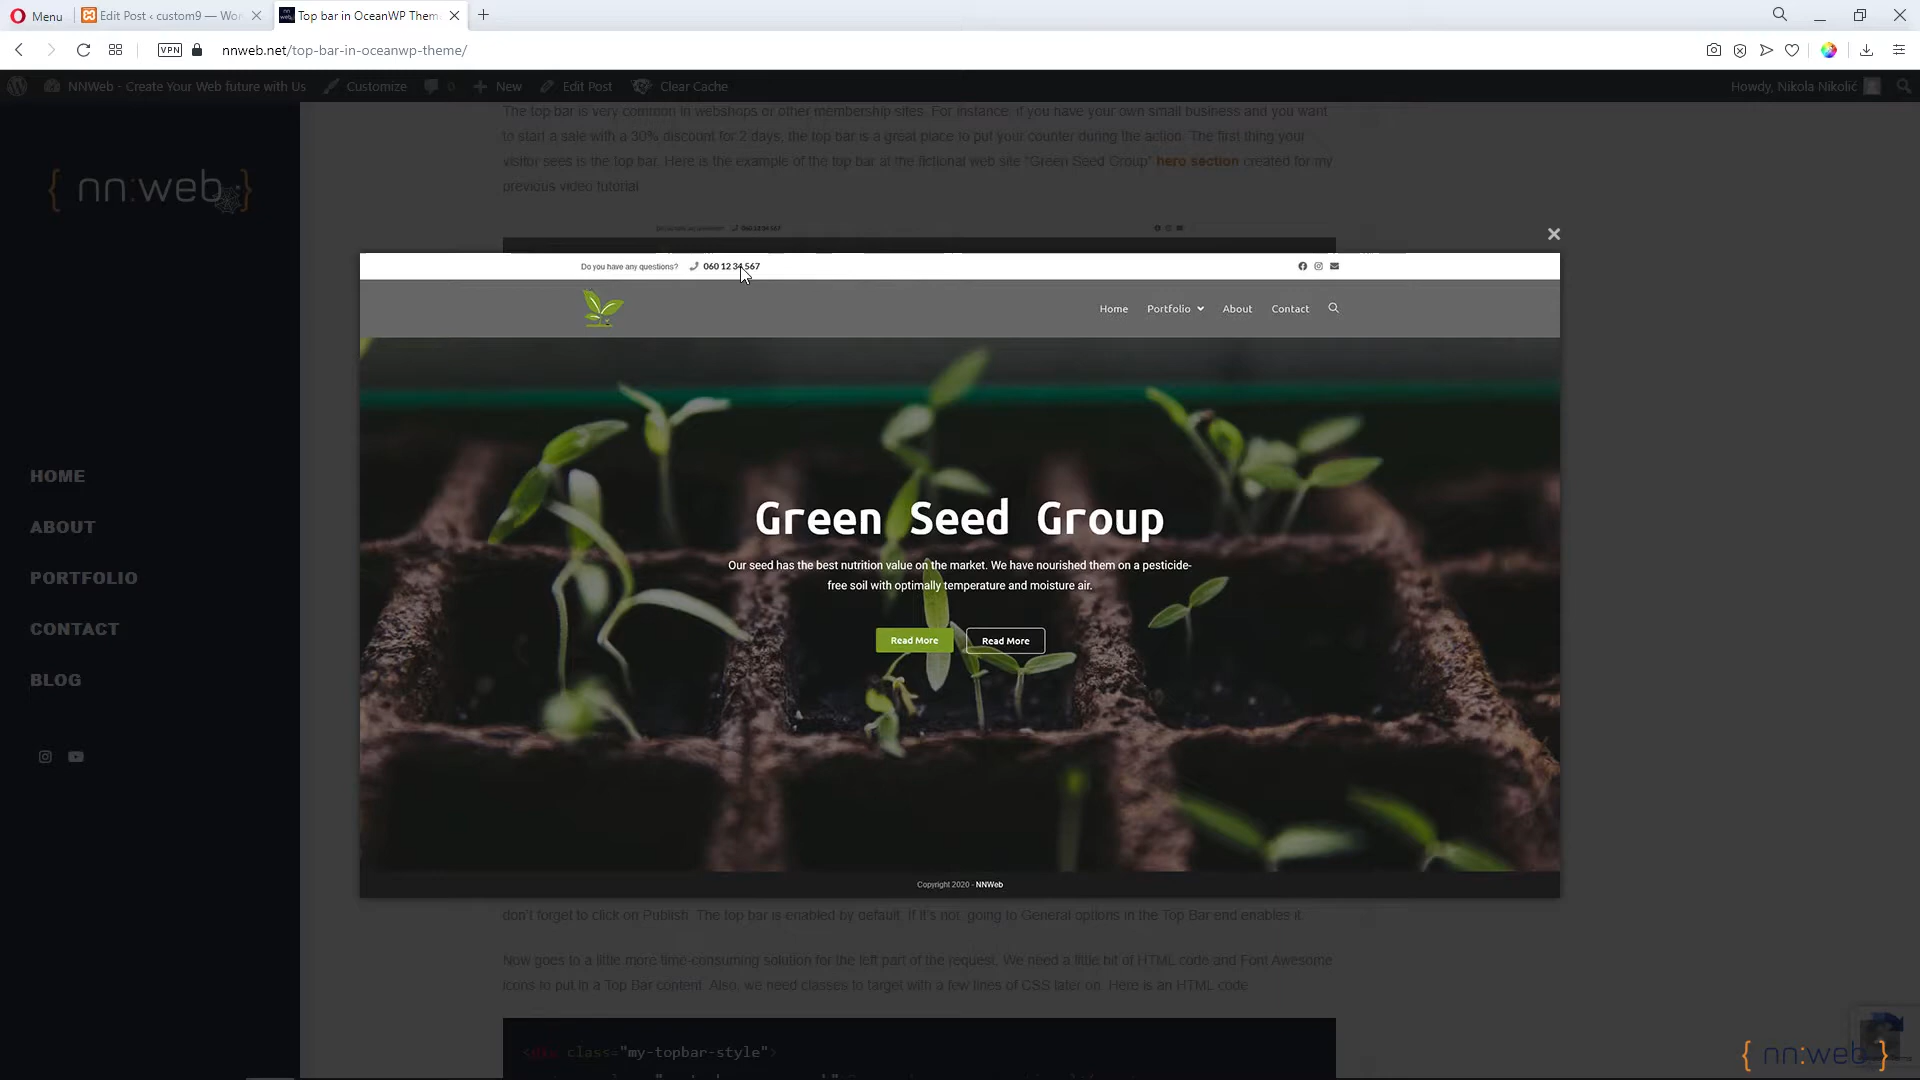 Menu
Edit Post ‹ custom9 — Wor
Top bar in OceanWP Them
VPN
nnweb.net/top-bar-in-oceanwp-theme/
NNWeb - Create Your Web future with Us
Customize
0
New
Edit Post
Clear Cache
Howdy, Nikola Nikolić
The top bar is very common in webshops or other membership sites. For instance: if you have your own small business and you want
to start a sale with a 30% discount for 2 days, the top bar is a great place to put your counter during the action. The first thing your
visitor sees is the top bar. Here is the example of the top bar at the fictional web site "Green Seed Group" hero section created for my
previous video tutorial.
{ nn:web }
060 12 34 567
Do you have any questions?
060 12 34 567
Home
Portfolio
About
Contact
Green Seed Group
Our seed has the best nutrition value on the market. We have nourished them on a pesticide-
free soil with optimally temperature and moisture air.
Read More
Read More
Copyright 2020 - NNWeb
HOME
ABOUT
PORTFOLIO
CONTACT
BLOG
don't forget to click on Publish. The top bar is enabled by default. If it's not, going to General options in the Top Bar end enables it.
Now goes to a little more time-consuming solution for the left part of the request. We need a little bit of HTML code and Font Awesome
icons to put in a Top Bar content. Also, we need classes to target with a few lines of CSS later on. Here is an HTML code
<div class="my-topbar-style">
{ nn:web }